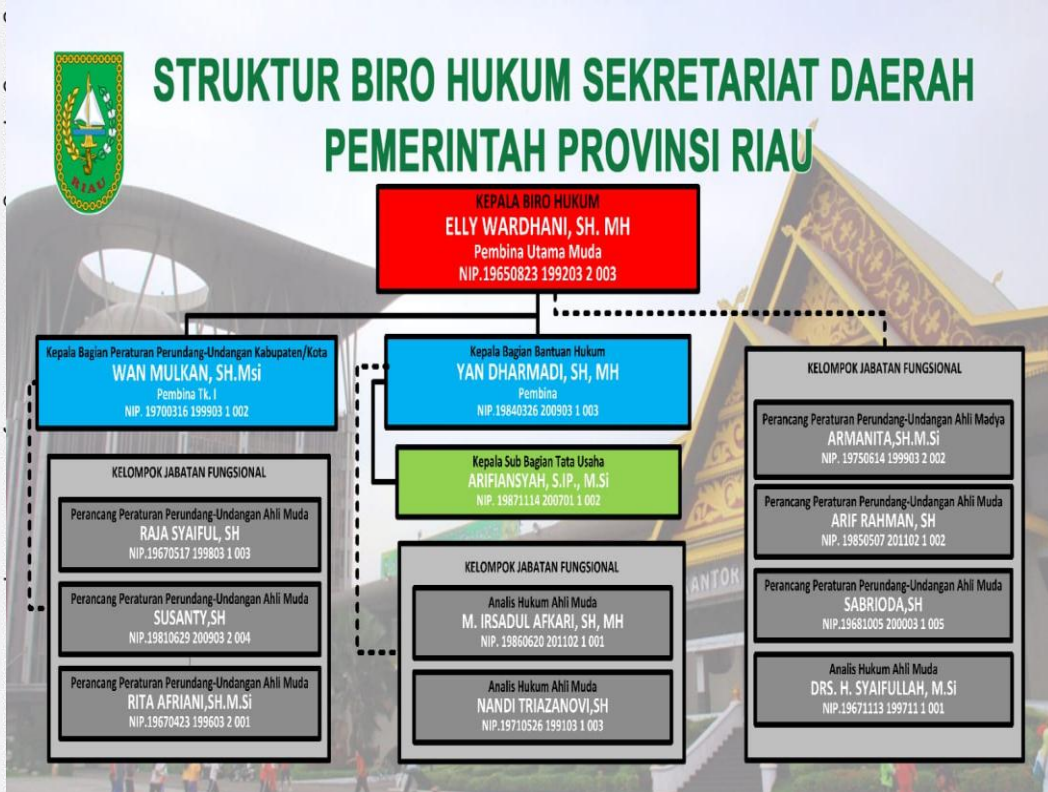 STRUKTUR BIRO HUKUM SEKRETARIAT DAERAH
PEMERINTAH PROVINSI RIAU
RIAU
KEPALA BIRO HUKUM
ELLY WARDHANI, SH. MH
Pembina Utama Muda
NIP.19650823 199203 2 003
Kepala Bagian Peraturan Perundang-Undangan Kabupaten/Kota
WAN MULKAN, SH.Msi
Pembina Tk. I
NIP. 19700316 199903 1 002
KELOMPOK JABATAN FUNGSIONAL
Perancang Peraturan Perundang-Undangan Ahli Muda
RAJA SYAIFUL, SH
NIP.19670517 199803 1 003
Perancang Peraturan Perundang-Undangan Ahli Muda
SUSANTY,SH
NIP.19810629 200903 2 004
Perancang Peraturan Perundang-Undangan Ahli Muda
RITA AFRIANI,SH.M.Si
NIP.19670423 199603 2 001
Kepala Bagian Bantuan Hukum
YAN DHARMADI, SH, MH
Pembina
NIP.19840326 200903 1 003
Kepala Sub Bagian Tata Usaha
ARIFIANSYAH, S.IP., M.Si
NIP. 19871114 200701 1 002
KELOMPOK JABATAN FUNGSIONAL
Analis Hukum Ahli Muda
M. IRSADUL AFKARI, SH, MH
NIP. 19860620 201102 1 001
Analis Hukum Ahli Muda
NANDI TRIAZANOVI,SH
NIP.19710526 199103 1 003
KELOMPOK JABATAN FUNGSIONAL
Perancang Peraturan Perundang-Undangan Ahli Madya
ARMANITA,SH.M.Si
NIP. 19750614 199903 2 002
Perancang Peraturan Perundang-Undangan Ahli Muda
ARIF RAHMAN, SH
NIP. 19850507 201102 1 002
Perancang Peraturan Perundang-Undangan Ahli Muda
SABRIODA,SH
NIP.19681005 200003 1 005
Analis Hukum Ahli Muda
DRS. H. SYAIFULLAH, M.Si
NIP.19671113 199711 1 001
KANTOR